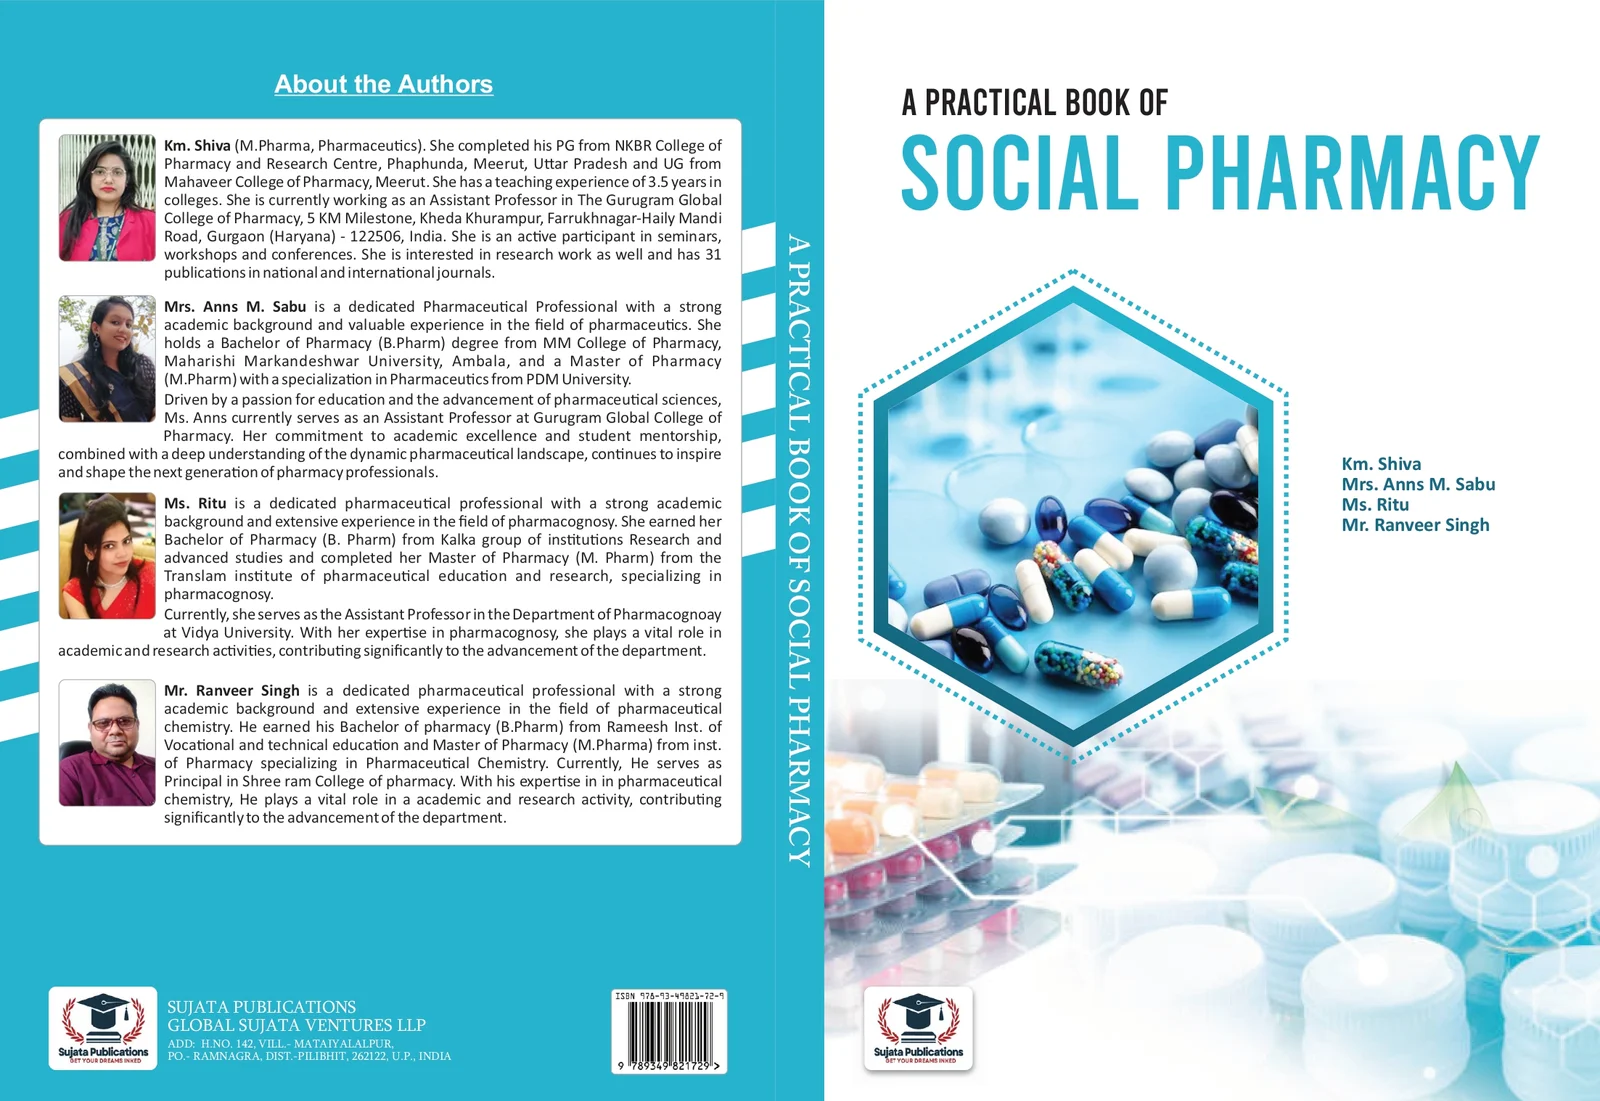 About the Authors
Km. Shiva (M.Pharma, Pharmaceutics). She completed his PG from NKBR College of
Pharmacy and Research Centre, Phaphunda, Meerut, Uttar Pradesh and UG from
Mahaveer College of Pharmacy, Meerut. She has a teaching experience of 3.5 years in
colleges. She is currently working as an Assistant Professor in The Gurugram Global
College of Pharmacy, 5 KM Milestone, Kheda Khurampur, Farrukhnagar-Haily Mandi
Road, Gurgaon (Haryana) - 122506, India. She is an active participant in seminars,
workshops and conferences. She is interested in research work as well and has 31
publications in national and international journals.
Mrs. Anns M. Sabu is a dedicated Pharmaceutical Professional with a strong
academic background and valuable experience in the field of pharmaceutics. She
holds a Bachelor of Pharmacy (B.Pharm) degree from MM College of Pharmacy,
Maharishi Markandeshwar University, Ambala, and a Master of Pharmacy
(M.Pharm) with a specialization in Pharmaceutics from PDM University.
Driven by a passion for education and the advancement of pharmaceutical sciences,
Ms. Anns currently serves as an Assistant Professor at Gurugram Global College of
Pharmacy. Her commitment to academic excellence and student mentorship,
combined with a deep understanding of the dynamic pharmaceutical landscape, continues to inspire
and shape the next generation of pharmacy professionals.
Ms. Ritu is a dedicated pharmaceutical professional with a strong academic
background and extensive experience in the field of pharmacognosy. She earned her
Bachelor of Pharmacy (B. Pharm) from Kalka group of institutions Research and
advanced studies and completed her Master of Pharmacy (M. Pharm) from the
Translam institute of pharmaceutical education and research, specializing in
pharmacognosy.
Currently, she serves as the Assistant Professor in the Department of Pharmacognoay
at Vidya University. With her expertise in pharmacognosy, she plays a vital role in
academic and research activities, contributing significantly to the advancement of the department.
Mr. Ranveer Singh is a dedicated pharmaceutical professional with a strong
academic background and extensive experience in the field of pharmaceutical
chemistry. He earned his Bachelor of pharmacy (B.Pharm) from Rameesh Inst. of
Vocational and technical education and Master of Pharmacy (M.Pharma) from inst.
of Pharmacy specializing in Pharmaceutical Chemistry. Currently, He serves as
Principal in Shree ram College of pharmacy. With his expertise in in pharmaceutical
chemistry, He plays a vital role in a academic and research activity, contributing
significantly to the advancement of the department.
Sujata Publications
GET YOUR DREAMS INKED
SUJATA PUBLICATIONS
GLOBAL SUJATA VENTURES LLP
ADD: H.NO. 142, VILL.- MATAIYALALPUR,
PO.- RAMNAGRA, DIST.-PILIBHIT, 262122, U.P., INDIA
ISBN 978-93-49821-72-9
9 789349 821729 >
A PRACTICAL BOOK OF SOCIAL PHARMACY
A PRACTICAL BOOK OF
SOCIAL PHARMACY
Km. Shiva
Mrs. Anns M. Sabu
Ms. Ritu
Mr. Ranveer Singh
Sujata Publications
GET YOUR DREAMS INKED